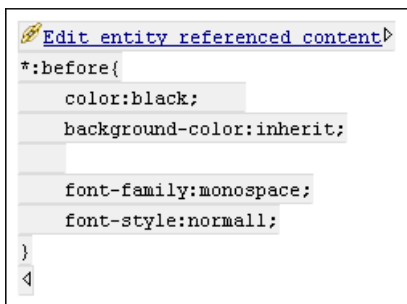 Edit entity referenced content
*:before{
color:black;
background-color:inherit;
font-family:monospace;
font-style:normall;
}